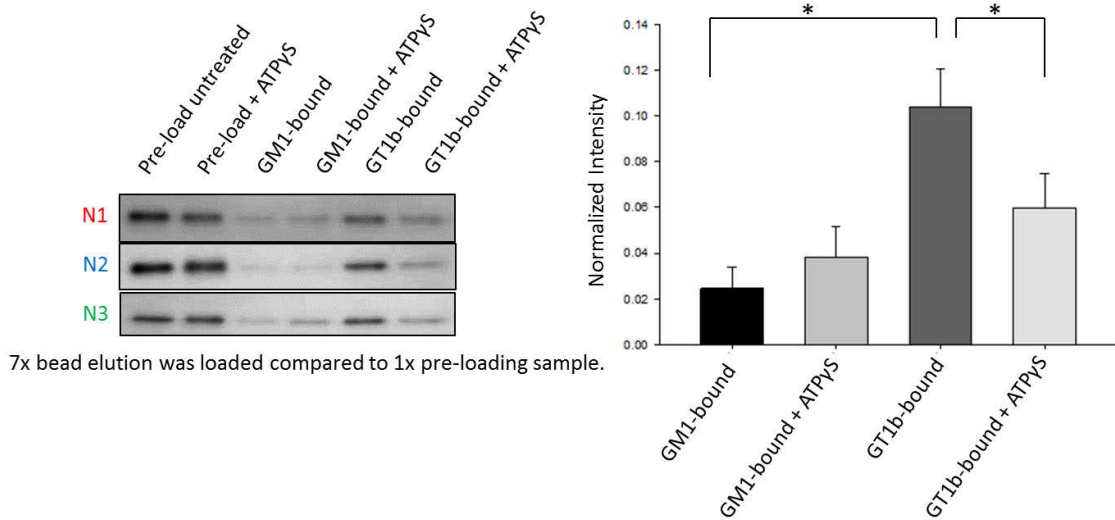 Pre-load untreated
Pre-load + ATPγS
GM1-bound
GM1-bound + ATPγS
GT1b-bound
GT1b-bound + ATPγS
N1
N2
N3
7x bead elution was loaded compared to 1x pre-loading sample.
Normalized Intensity
0.14
0.12
0.10
0.08
0.06
0.04
0.02
0.00
*
*
GM1-bound
GM1-bound + ATPγS
GT1b-bound
GT1b-bound + ATPγS